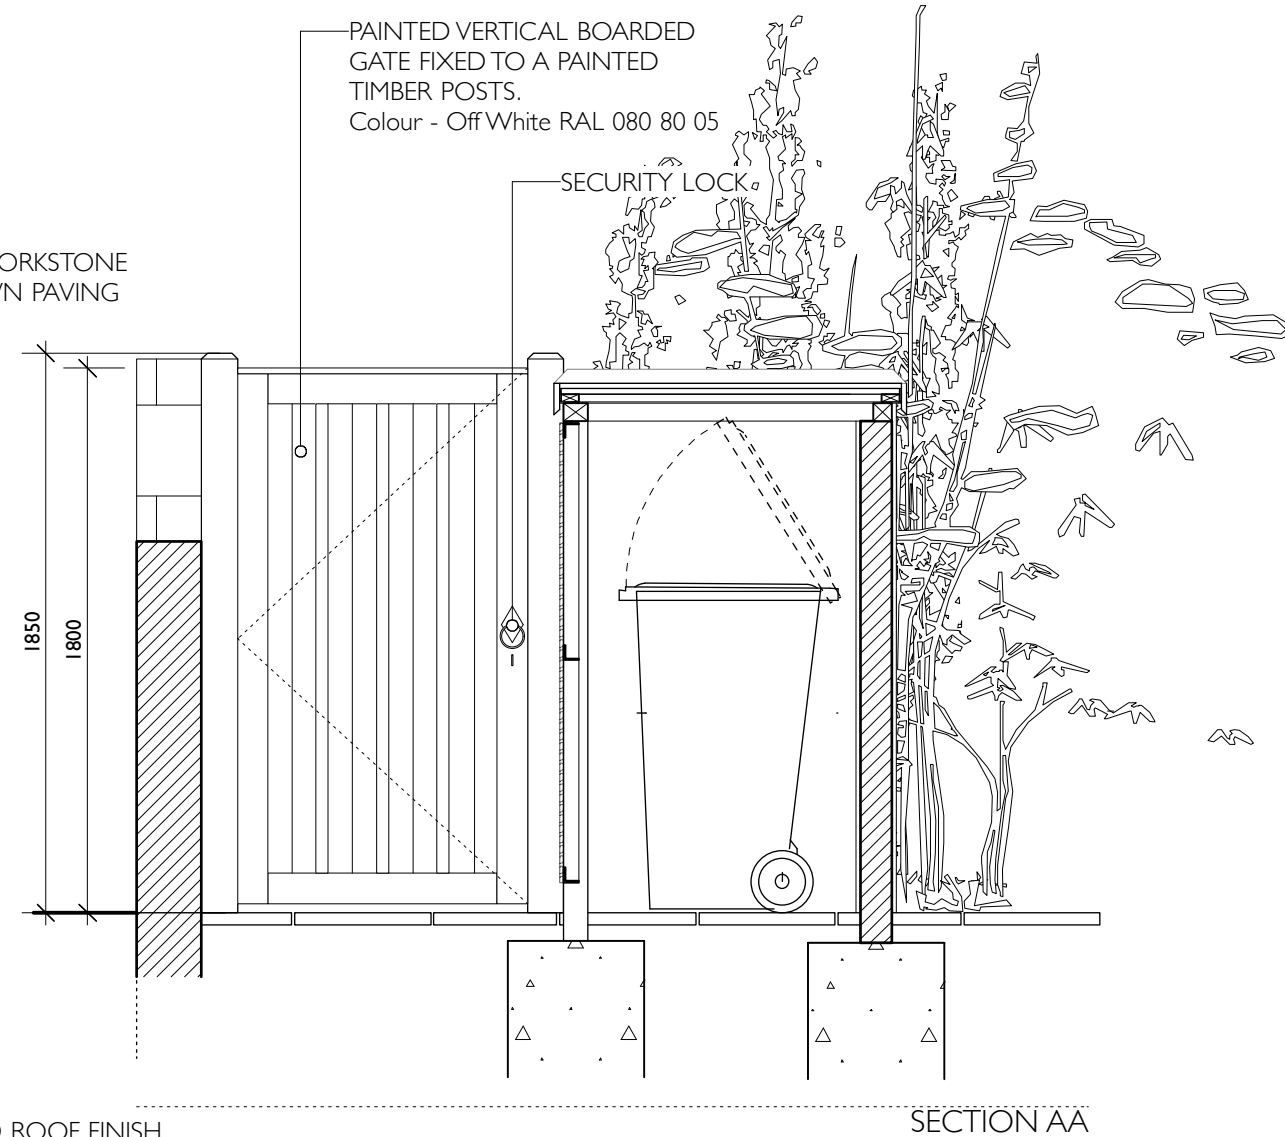 PAINTED VERTICAL BOARDED
GATE FIXED TO A PAINTED
TIMBER POSTS.
Colour - Off White RAL 080 80 05
SECURITY LOCK
ORKSTONE
PAVING
1850
1800
SECTION AA
ROOF FINISH